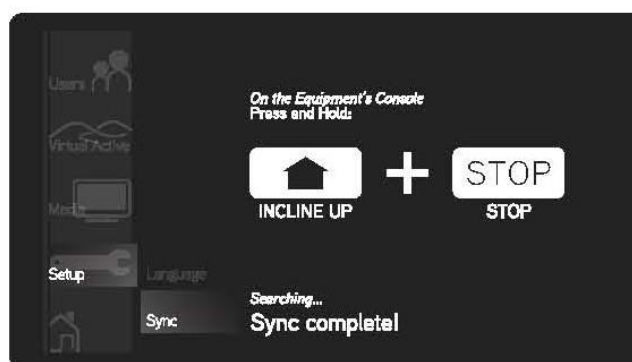 Users
Virtual Active
Media
Setup
Language
Sync
On the Equipment's Console
Press and Hold:
STOP
INCLINE UP
STOP
Searching...
Sync complete!